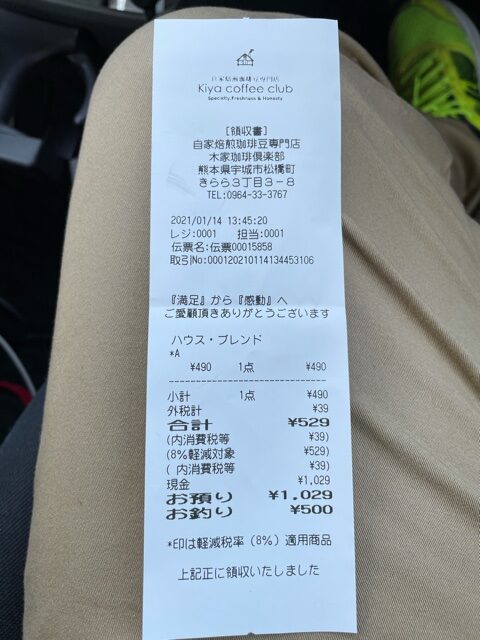 自家焙煎珈琲豆専門店
Kiya coffee club
Specialty,Freshness & Honesty
[領収書]
自家焙煎珈琲豆専門店
木家珈琲倶楽部
熊本県宇城市松橋町
きらら3丁目3-8
TEL:0964-33-3767
2021/01/14 13:45:20
レジ:0001 担当:0001
伝票名:伝票00015858
取引No:000120210114134453106
『満足』から『感動』へ
ご愛顧頂きありがとうございます
ハウス・ブレンド
*A
¥490 1点 ¥490
小計 1点 ¥490
外税計 ¥39
合計 ¥529
(内消費税等 ¥39)
(8%軽減対象 ¥529)
( 内消費税等 ¥39)
現金 ¥1,029
お預り ¥1,029
お釣り ¥500
*印は軽減税率(8%)適用商品
上記正に領収いたしました